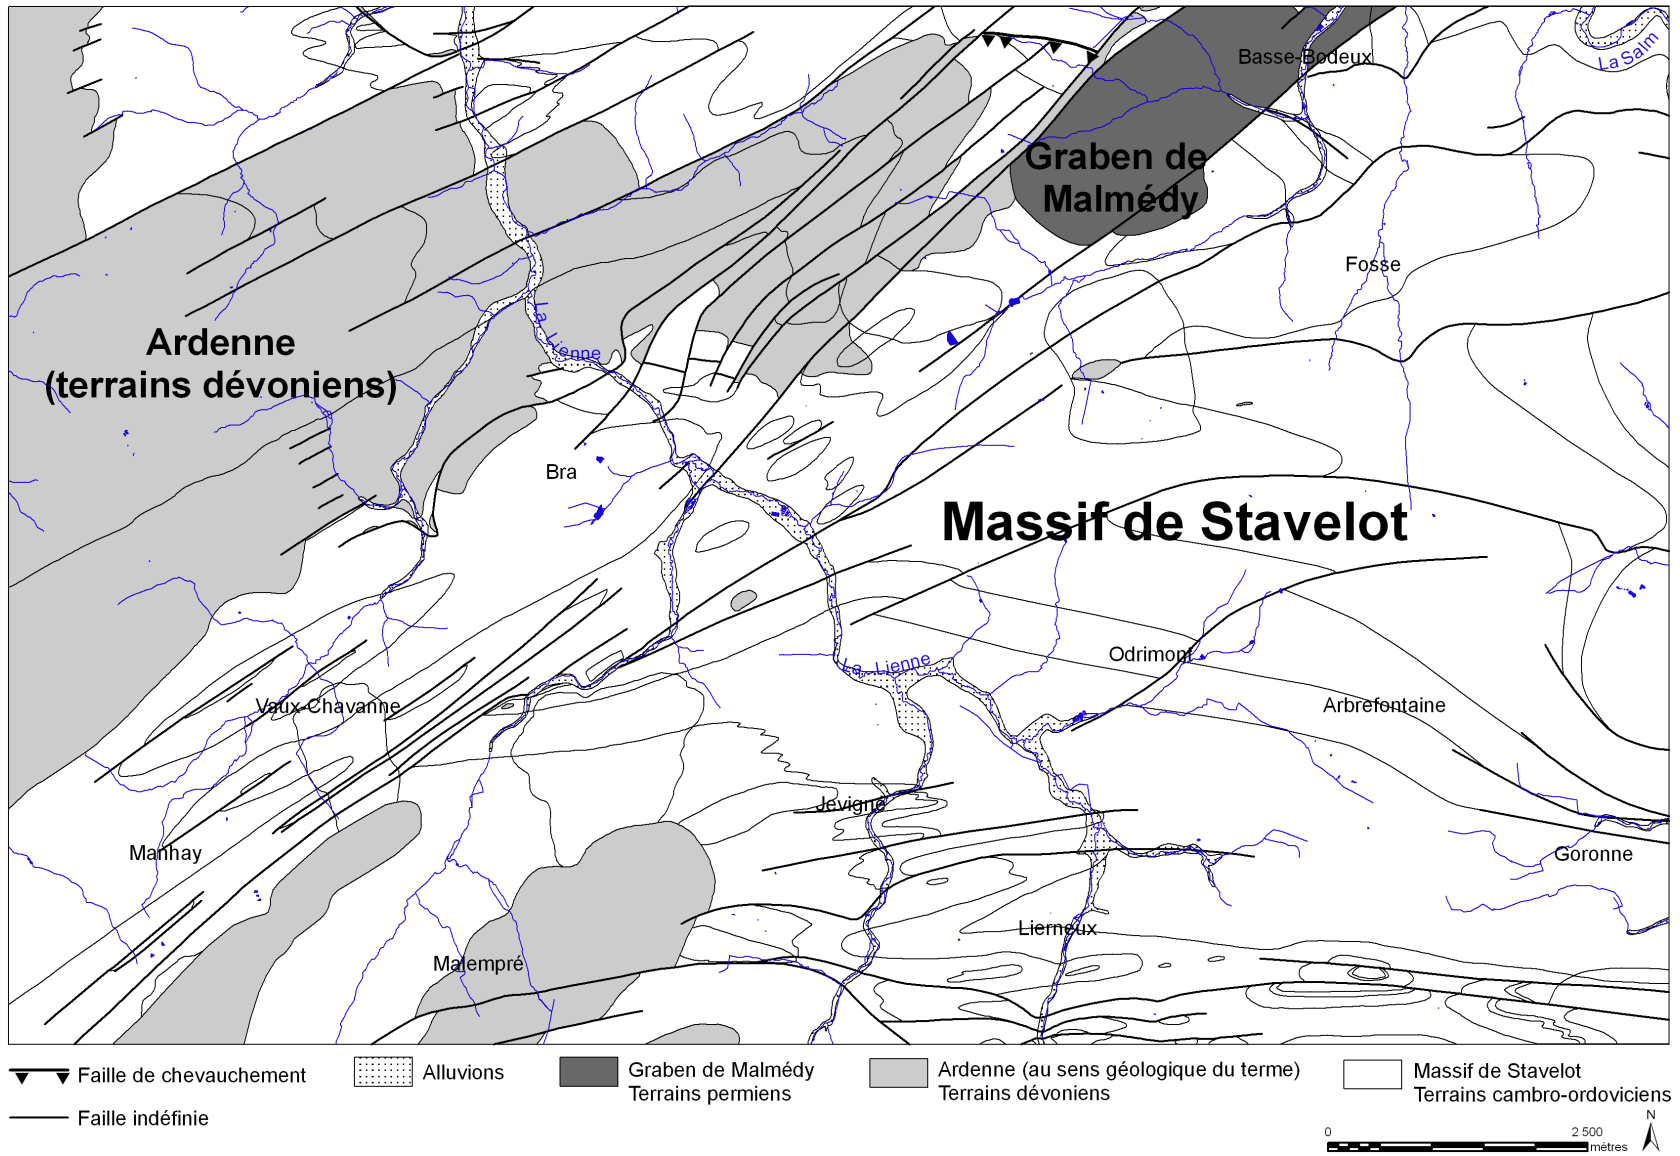 Basse-Bodeux
La Salm
Graben de
Malmédy
Fosse
La Lienne
Ardenne
(terrains dévoniens)
Bra
Massif de Stavelot
La Lienne
Odrimont
Vaux-Chavanne
Arbrefontaine
Jevigné
Manhay
Goronne
Lierneux
Malempré
Faille de chevauchement
Faille indéfinie
Alluvions
Graben de Malmédy
Terrains permiens
Ardenne (au sens géologique du terme)
Terrains dévoniens
Massif de Stavelot
Terrains cambro-ordoviciens
N
0 2 500
mètres